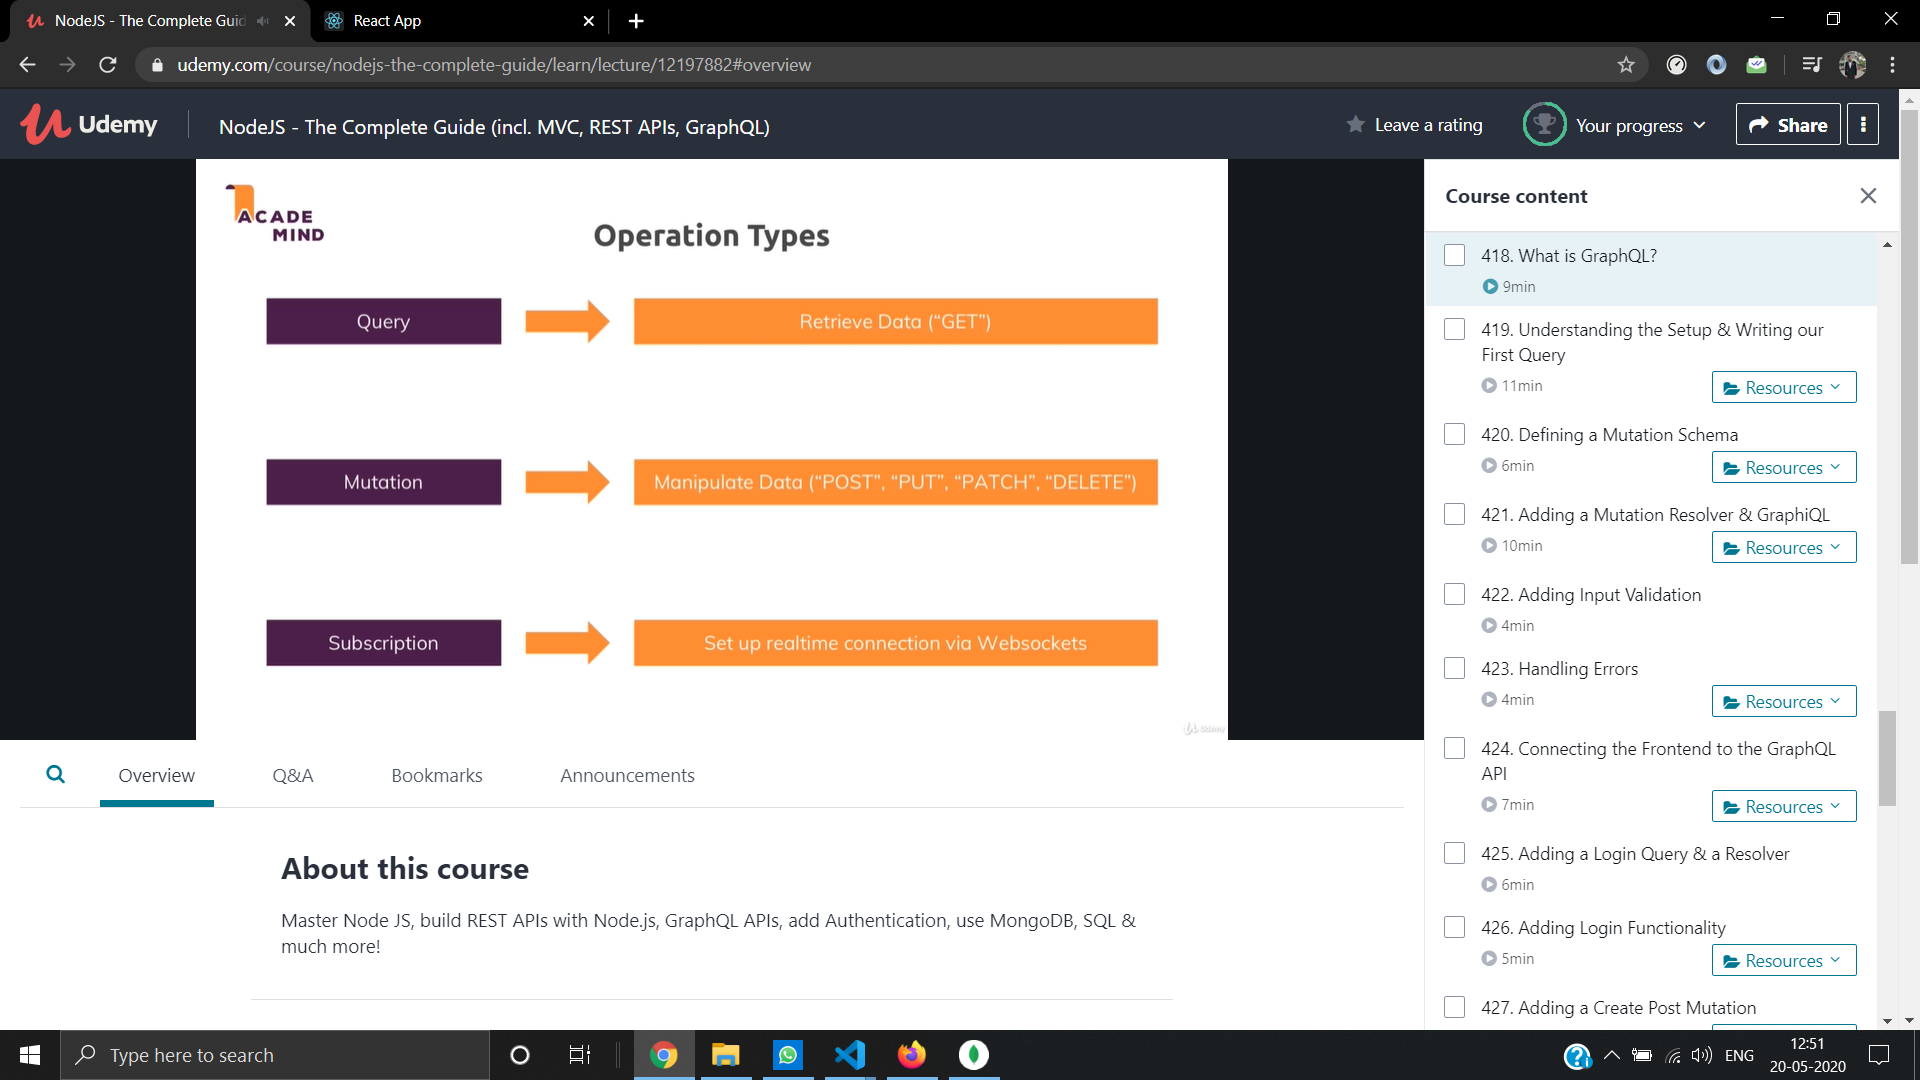 NodeJS - The Complete Guid
React App
udemy.com/course/nodejs-the-complete-guide/learn/lecture/12197882#overview
Udemy
NodeJS - The Complete Guide (incl. MVC, REST APIs, GraphQL)
Leave a rating
Your progress
Share
ACADE
MIND
Operation Types
Query
Retrieve Data (“GET”)
Mutation
Manipulate Data (“POST”, “PUT”, “PATCH”, “DELETE”)
Subscription
Set up realtime connection via Websockets
Udemy
Course content
418. What is GraphQL?
9min
419. Understanding the Setup & Writing our
First Query
11min
Resources
420. Defining a Mutation Schema
6min
Resources
421. Adding a Mutation Resolver & GraphiQL
10min
Resources
422. Adding Input Validation
4min
423. Handling Errors
4min
Resources
424. Connecting the Frontend to the GraphQL
API
7min
Resources
425. Adding a Login Query & a Resolver
6min
426. Adding Login Functionality
5min
Resources
427. Adding a Create Post Mutation
Overview
Q&A
Bookmarks
Announcements
About this course
Master Node JS, build REST APIs with Node.js, GraphQL APIs, add Authentication, use MongoDB, SQL &
much more!
Type here to search
ENG
12:51
20-05-2020